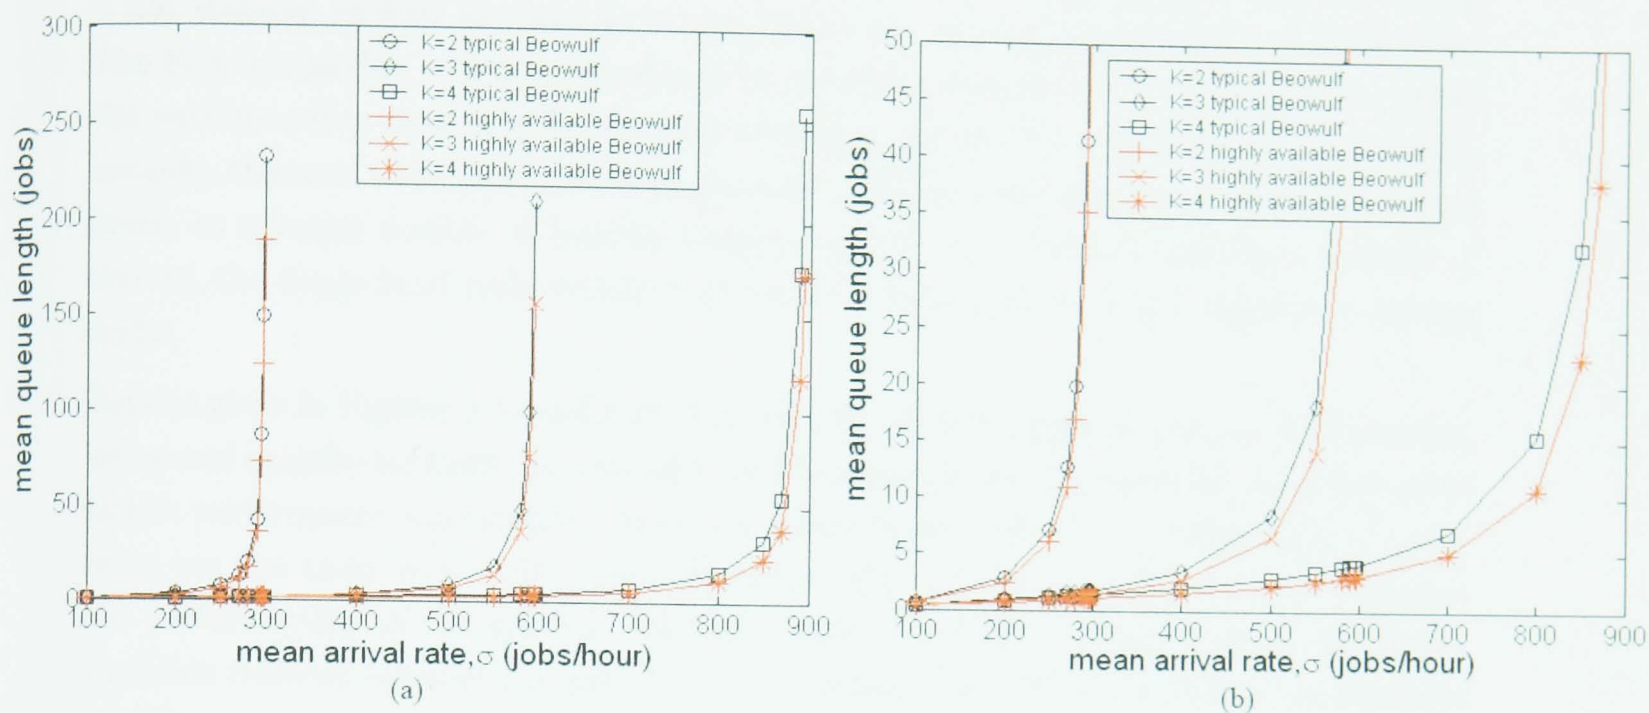 300
250
200
150
100
50
0
mean queue length (jobs)
K=2 typical Beowulf
K=3 typical Beowulf
K=4 typical Beowulf
K=2 highly available Beowulf
K=3 highly available Beowulf
K=4 highly available Beowulf
100 200 300 400 500 600 700 800 900
mean arrival rate,σ (jobs/hour)
(a)
50
45
40
35
30
25
20
15
10
5
0
mean queue length (jobs)
K=2 typical Beowulf
K=3 typical Beowulf
K=4 typical Beowulf
K=2 highly available Beowulf
K=3 highly available Beowulf
K=4 highly available Beowulf
100 200 300 400 500 600 700 800 900
mean arrival rate,σ (jobs/hour)
(b)